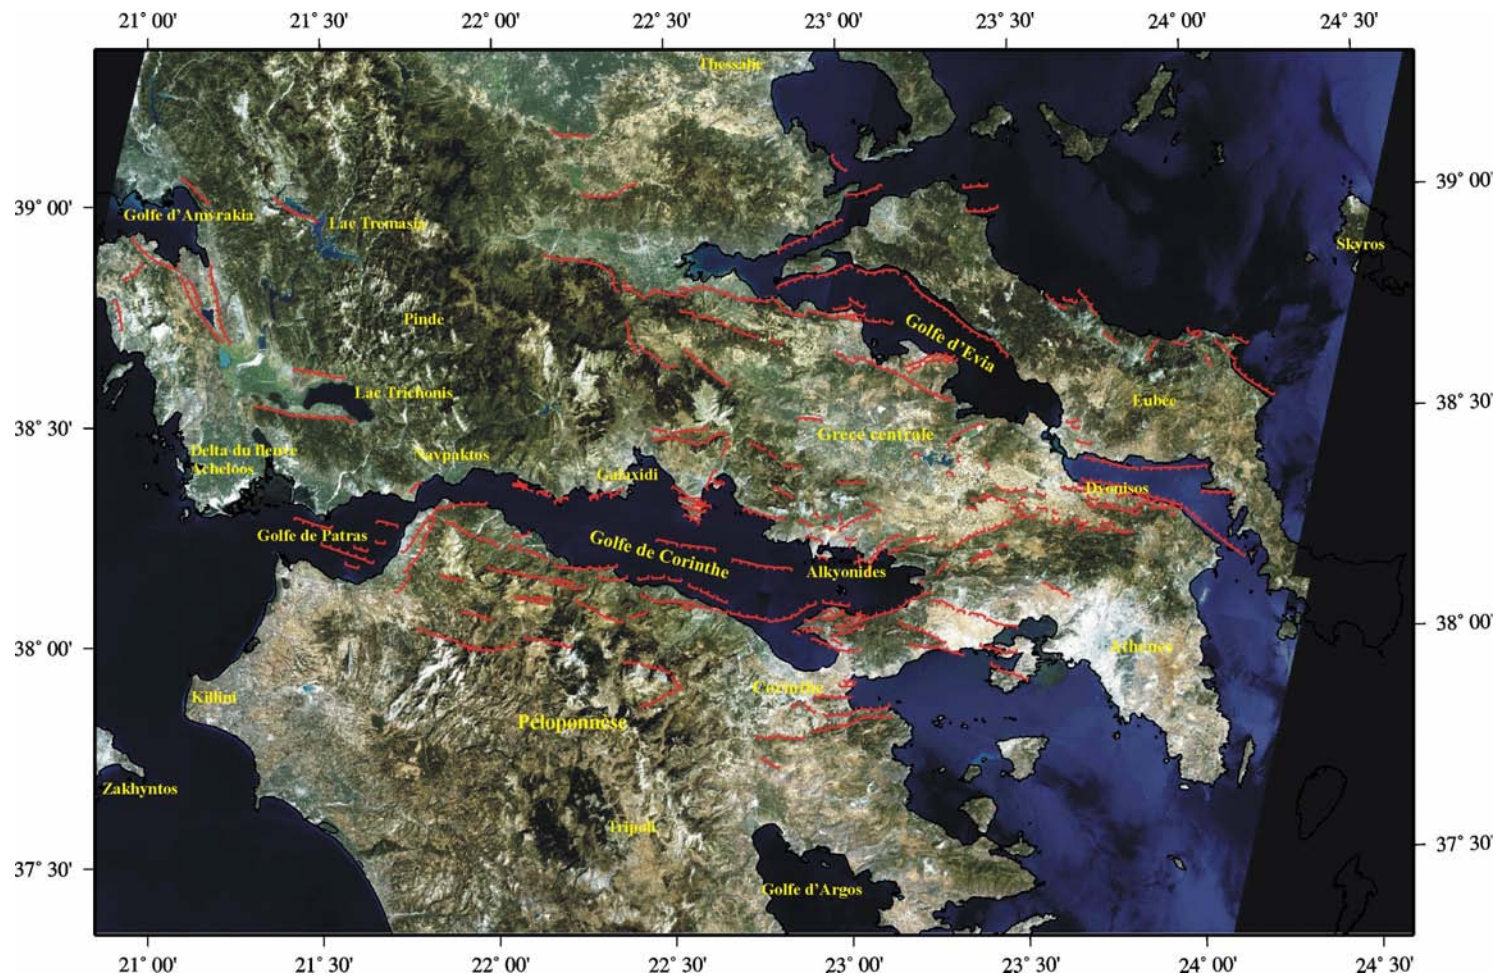 21° 00' 21° 30' 22° 00' 22° 30' 23° 00' 23° 30' 24° 00' 24° 30'
Thessalie
39° 00'
39° 00'
Golfe d'Amvrakia
Lac Tromasia
Skyros
Pinde
Golfe d'Evia
Lac Trichonis
Eubée
38° 30'
38° 30'
Grèce centrale
Delta du fleuve
Acheloos
Navpaktos
Galaxidi
Dyonisos
Golfe de Patras
Golfe de Corinthe
Alkyonides
38° 00'
38° 00'
Athènes
Killini
Corinthe
Péloponnèse
Zakhyntos
Tripoli
37° 30'
37° 30'
Golfe d'Argos
21° 00' 21° 30' 22° 00' 22° 30' 23° 00' 23° 30' 24° 00' 24° 30'